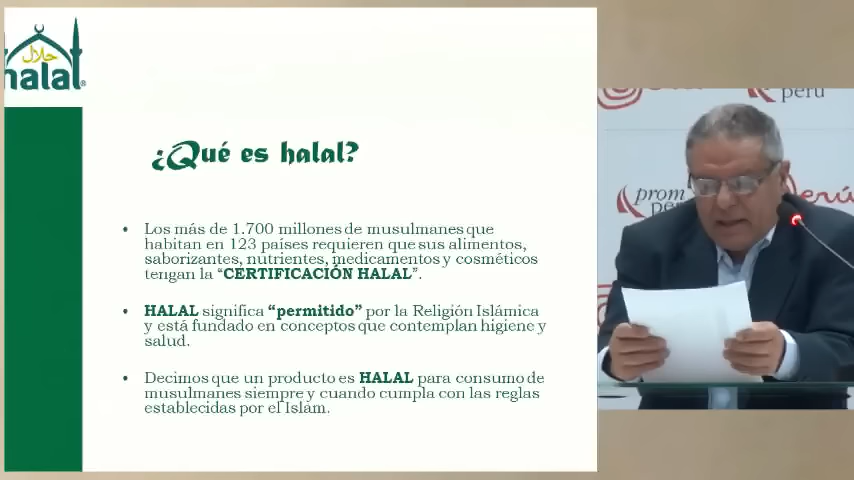 حلال
halal®
¿Qué es halal?
• Los más de 1.700 millones de musulmanes que
habitan en 123 países requieren que sus alimentos,
saborizantes, nutrientes, medicamentos y cosméticos
tengan la “CERTIFICACIÓN HALAL”.
• HALAL significa “permitido” por la Religión Islámica
y está fundado en conceptos que contemplan higiene y
salud.
• Decimos que un producto es HALAL para consumo de
musulmanes siempre y cuando cumpla con las reglas
establecidas por el Islám.
perú
prom
perú